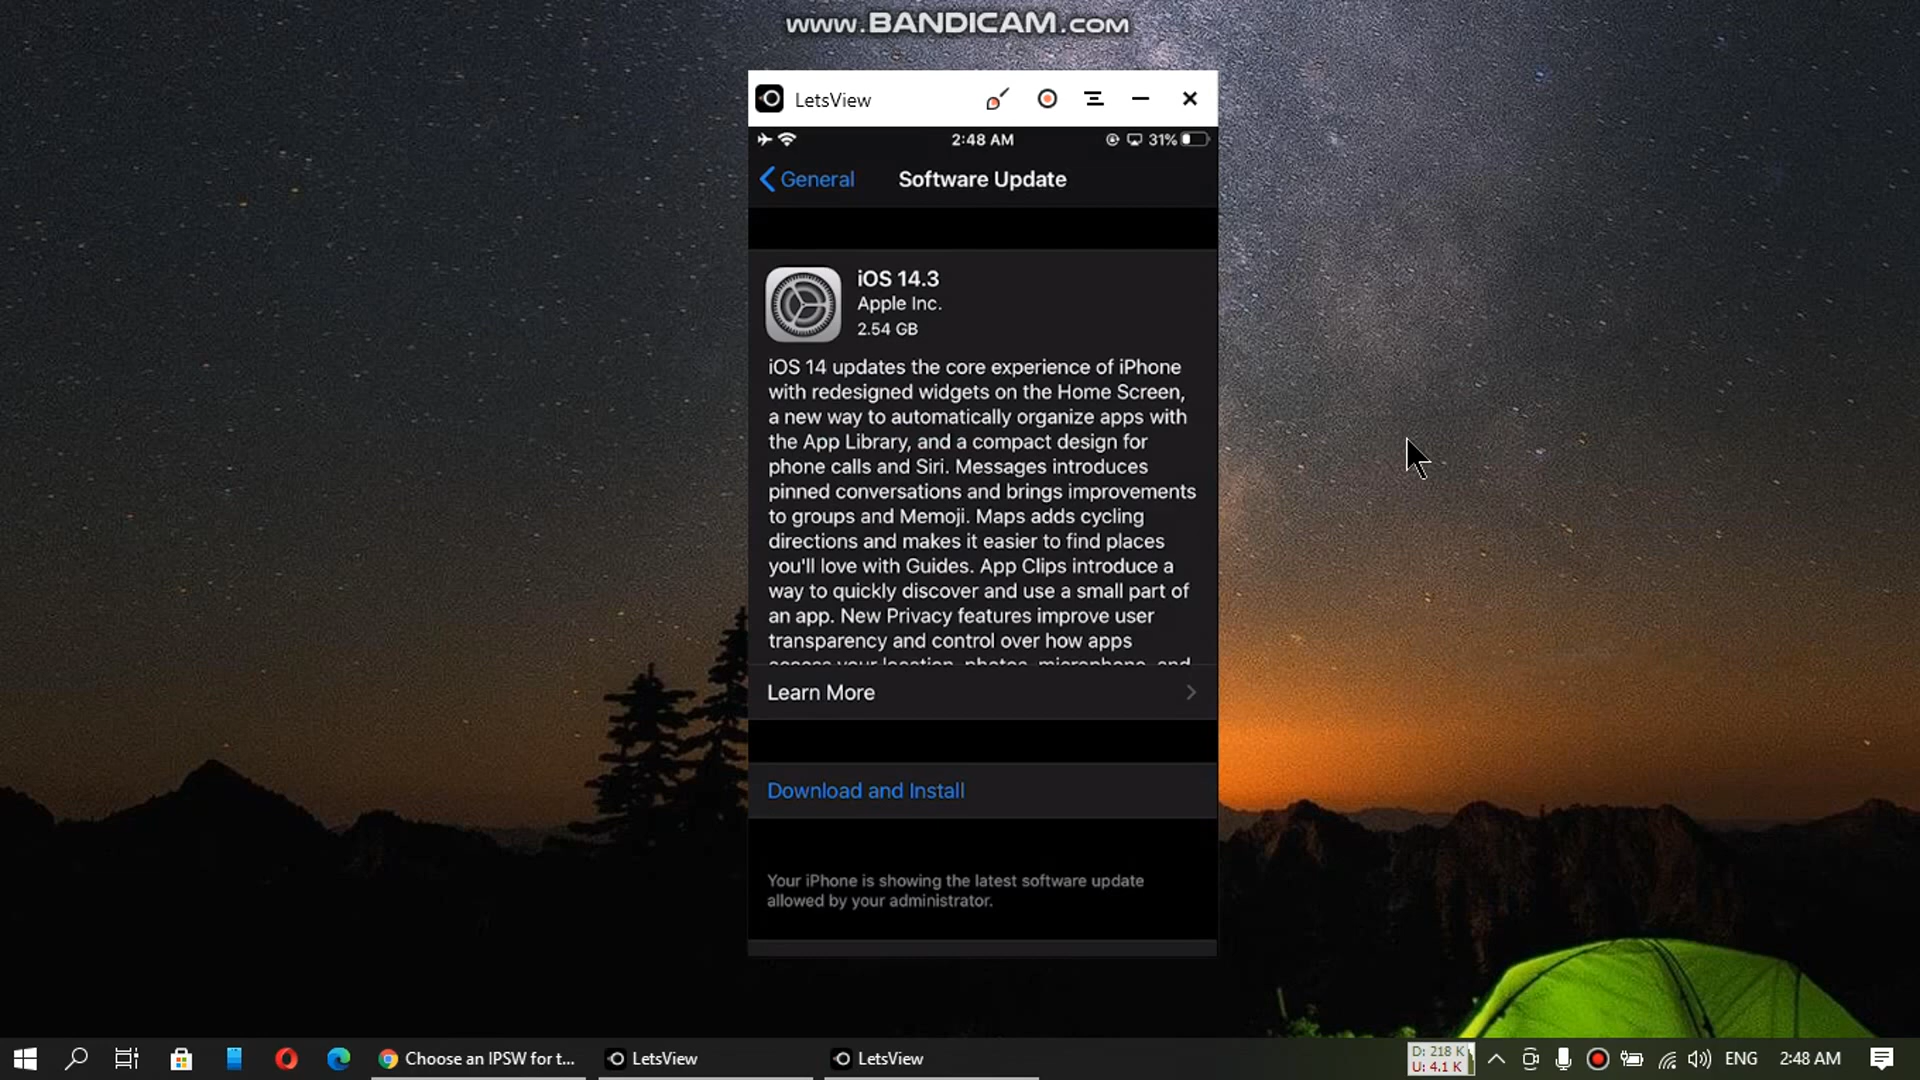 www.BANDICAM.com
LetsView
2:48 AM
31%
General
Software Update
iOS 14.3
Apple Inc.
2.54 GB
iOS 14 updates the core experience of iPhone
with redesigned widgets on the Home Screen,
a new way to automatically organize apps with
the App Library, and a compact design for
phone calls and Siri. Messages introduces
pinned conversations and brings improvements
to groups and Memoji. Maps adds cycling
directions and makes it easier to find places
you'll love with Guides. App Clips introduce a
way to quickly discover and use a small part of
an app. New Privacy features improve user
transparency and control over how apps
access your location, photos, microphone, and
Learn More
Download and Install
Your iPhone is showing the latest software update
allowed by your administrator.
Choose an IPSW for t...
LetsView
LetsView
D: 218 K
U: 4.1 K
ENG
2:48 AM